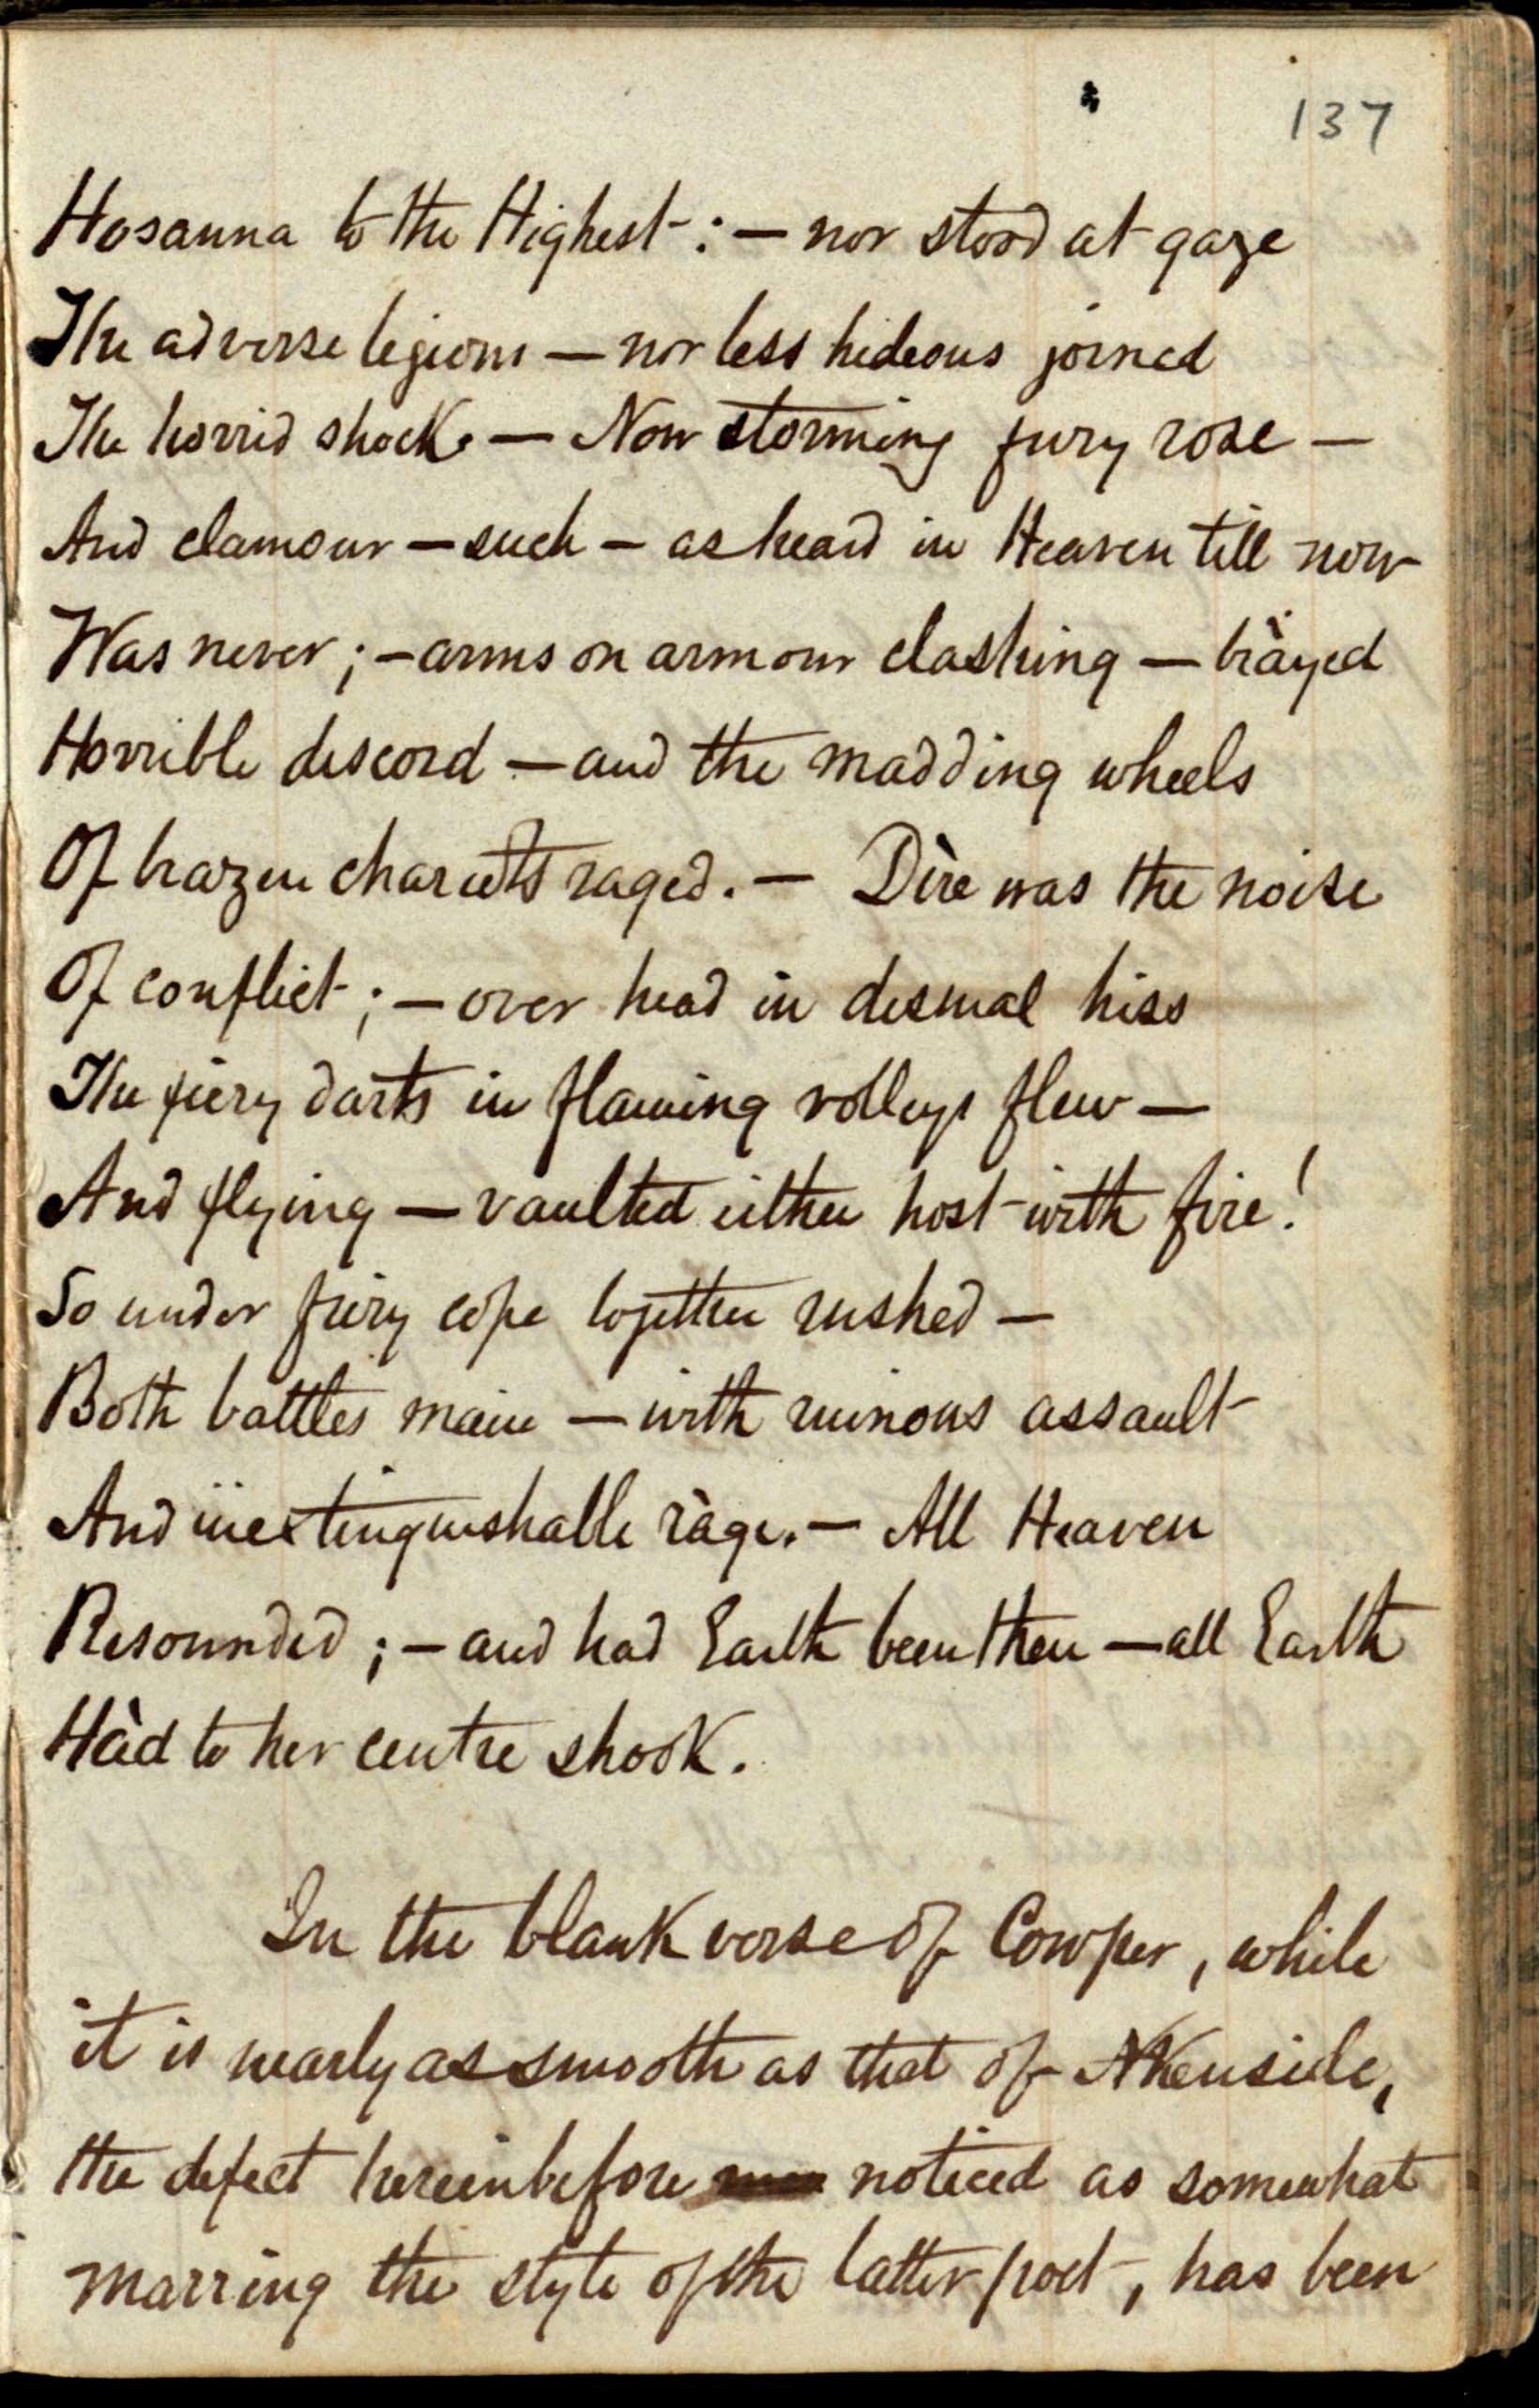 137
Hosanna to the Highest: — nor stood at gaze
The adverse legions — nor less hideous joined
The horrid shock. — Now storming fury rose —
And clamour — such — as heard in Heaven till now
Was never; — arms on armour clashing — bräyed
Horrible discord — and the madding wheels
Of brazen chariots raged. — Dìre was the noise
Of conflict; — over head in dismal hiss
The fiery darts in flaming volleys flew —
And flying — vaulted either host with fire!
So under fiery cope together rushed —
Both battles main — with ruinous assault
And inextinguishable ràge. — All Heaven
Resounded; — and had Earth been then — all Earth
Hàd to her centre shook.
In the blank verse of Cowper, while
it is nearly as smooth as that of AKenside,
the defect hereinbefore noticed as somewhat
marring the style of the latter poet, has been